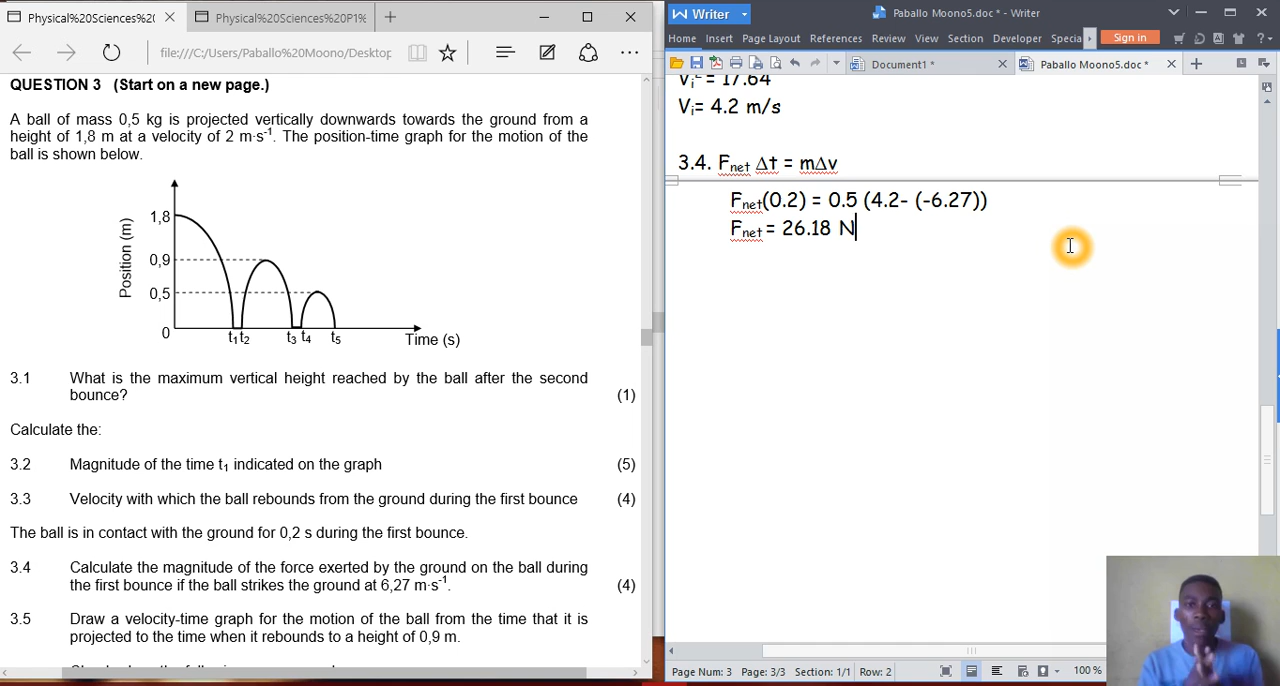 Physical%20Sciences%20
Physical%20Sciences%20P1%
file:///C:/Users/Paballo%20Moono/Desktop
QUESTION 3 (Start on a new page.)
A ball of mass 0,5 kg is projected vertically downwards towards the ground from a
height of 1,8 m at a velocity of 2 m·s⁻¹. The position-time graph for the motion of the
ball is shown below.
Position (m)
1,8
0,9
0,5
0
t₁ t₂ t₃ t₄ t₅
Time (s)
3.1 What is the maximum vertical height reached by the ball after the second
bounce? (1)
Calculate the:
3.2 Magnitude of the time t₁ indicated on the graph (5)
3.3 Velocity with which the ball rebounds from the ground during the first bounce (4)
The ball is in contact with the ground for 0,2 s during the first bounce.
3.4 Calculate the magnitude of the force exerted by the ground on the ball during
the first bounce if the ball strikes the ground at 6,27 m·s⁻¹. (4)
3.5 Draw a velocity-time graph for the motion of the ball from the time that it is
projected to the time when it rebounds to a height of 0,9 m.
Writer
Paballo Moono5.doc * - Writer
Home Insert Page Layout References Review View Section Developer Specia Sign in
Document1 * Paballo Moono5.doc *
Vᵢ² = 17.64
Vᵢ= 4.2 m/s
3.4. Fnet Δt = mΔv
Fnet(0.2) = 0.5 (4.2- (-6.27))
Fnet = 26.18 N
Page Num: 3 Page: 3/3 Section: 1/1 Row: 2 100 %